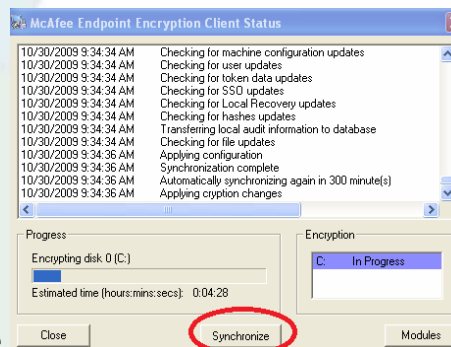 McAfee Endpoint Encryption Client Status
10/30/2009 9:34:34 AM Checking for machine configuration updates
10/30/2009 9:34:34 AM Checking for user updates
10/30/2009 9:34:34 AM Checking for token data updates
10/30/2009 9:34:34 AM Checking for SSO updates
10/30/2009 9:34:34 AM Checking for Local Recovery updates
10/30/2009 9:34:34 AM Checking for hashes updates
10/30/2009 9:34:34 AM Transferring local audit information to database
10/30/2009 9:34:34 AM Checking for file updates
10/30/2009 9:34:36 AM Applying configuration
10/30/2009 9:34:36 AM Synchronization complete
10/30/2009 9:34:36 AM Automatically synchronizing again in 300 minute(s)
10/30/2009 9:34:36 AM Applying cryption changes
Progress
Encrypting disk 0 (C:)
Estimated time (hours:mins:secs): 0:04:28
Encryption
C: In Progress
Close
Synchronize
Modules